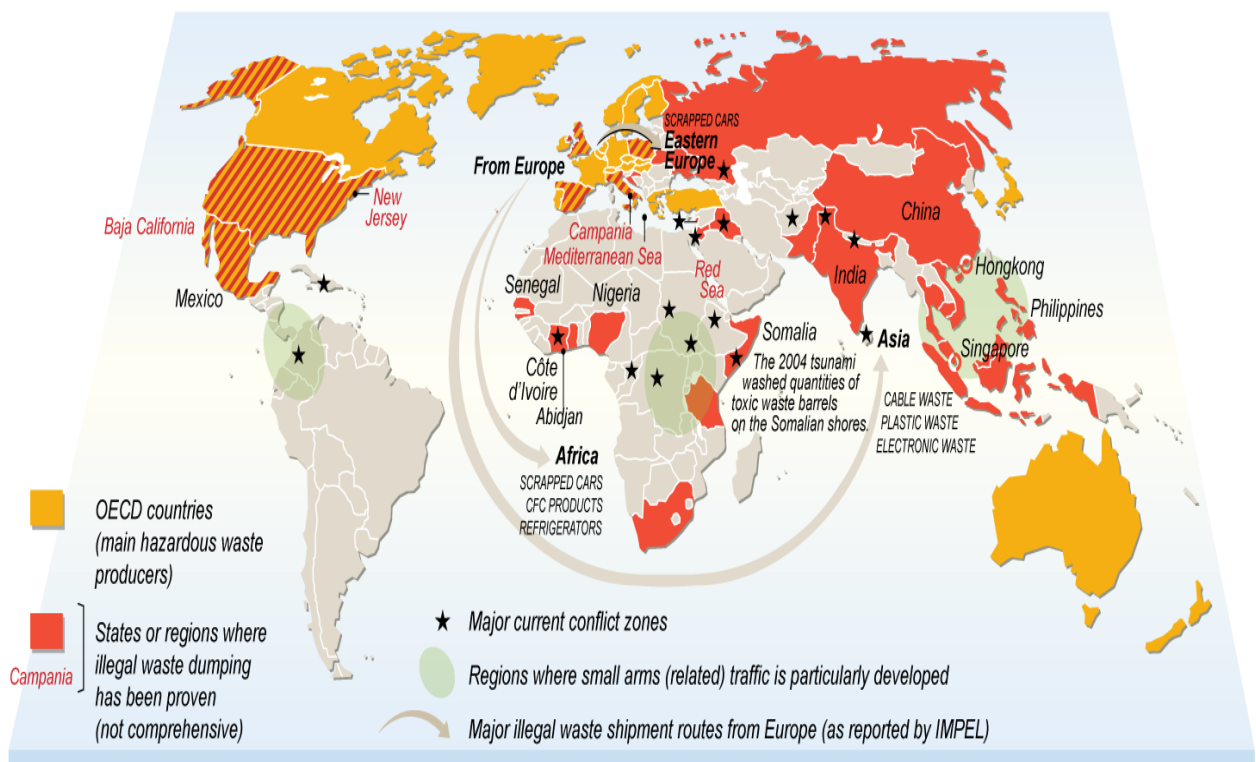 SCRAPPED CARS
Eastern
Europe
From Europe
New
Jersey
Baja California
Campania
Mediterranean Sea
Red
Sea
China
India
Hongkong
Philippines
Singapore
Mexico
Senegal
Nigeria
Somalia
Côte
d'Ivoire
Abidjan
The 2004 tsunami
washed quantities of
toxic waste barrels
on the Somalian shores.
Asia
CABLE WASTE
PLASTIC WASTE
ELECTRONIC WASTE
Africa
SCRAPPED CARS
CFC PRODUCTS
REFRIGERATORS
OECD countries
(main hazardous waste
producers)
States or regions where
illegal waste dumping
has been proven
(not comprehensive)
Campania
Major current conflict zones
Regions where small arms (related) traffic is particularly developed
Major illegal waste shipment routes from Europe (as reported by IMPEL)